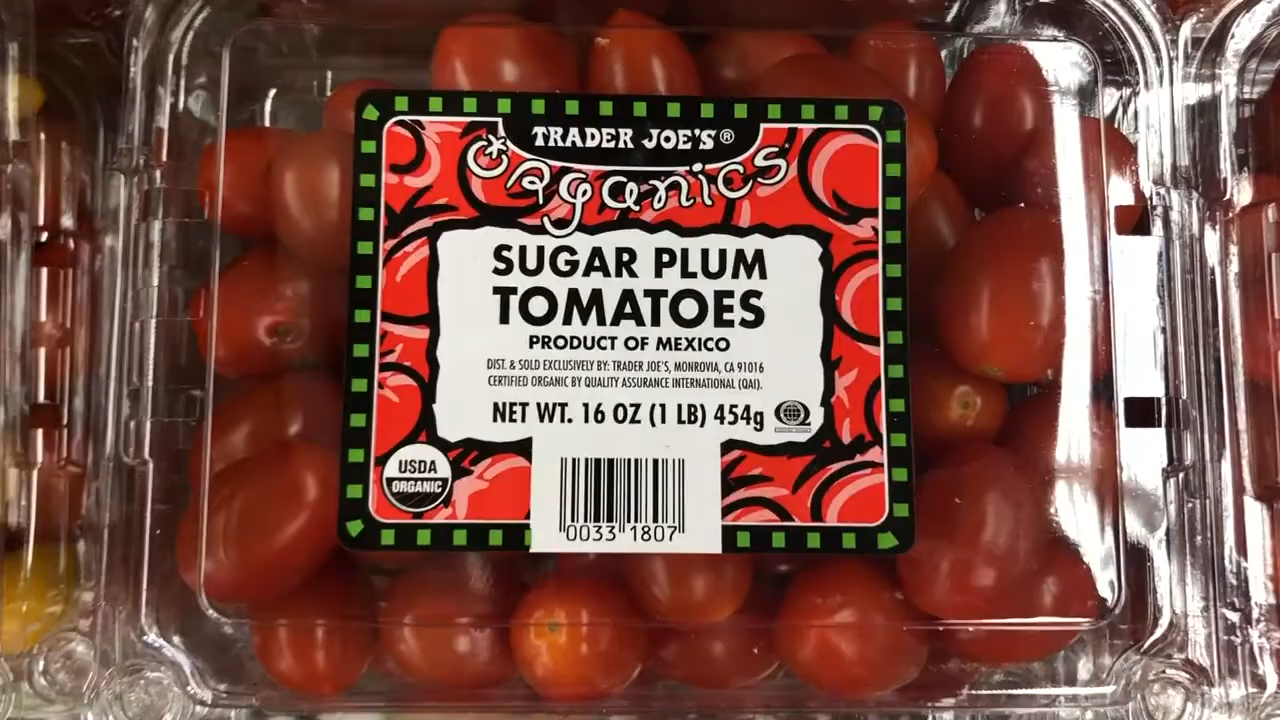 TRADER JOE'S®
Organics
SUGAR PLUM
TOMATOES
PRODUCT OF MEXICO
DIST. & SOLD EXCLUSIVELY BY: TRADER JOE'S, MONROVIA, CA 91016
CERTIFIED ORGANIC BY QUALITY ASSURANCE INTERNATIONAL (QAI).
NET WT. 16 OZ (1 LB) 454g
USDA
ORGANIC
0033 1807